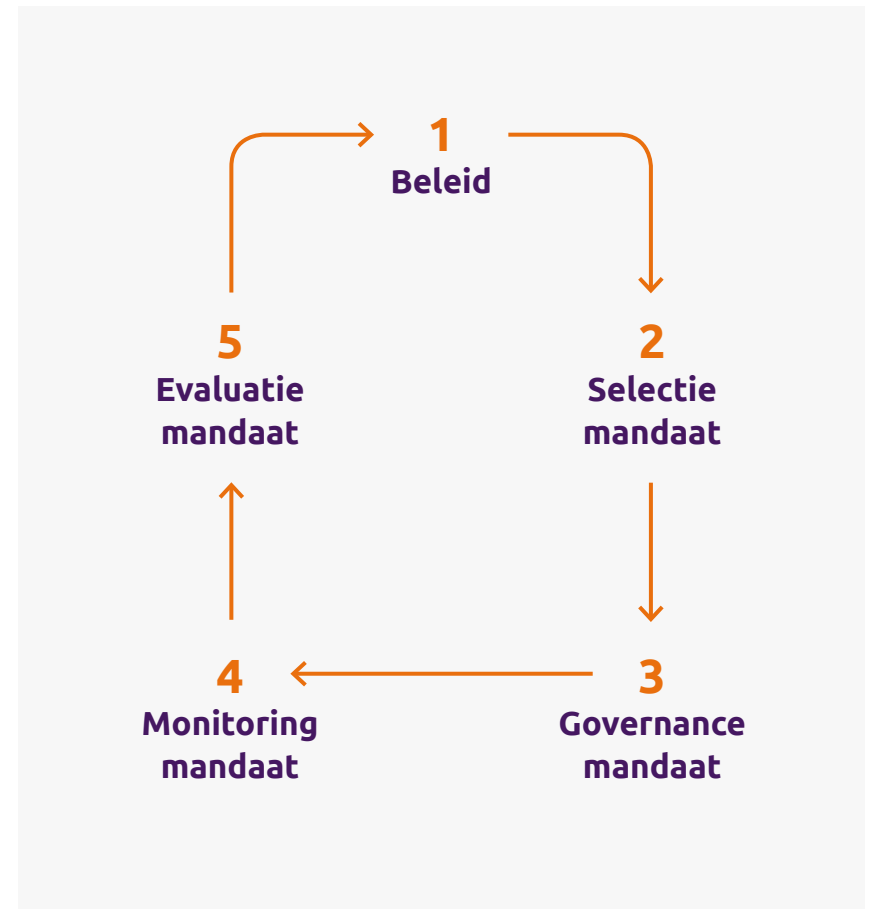 1
Beleid
2
Selectie
mandaat
3
Governance
mandaat
4
Monitoring
mandaat
5
Evaluatie
mandaat